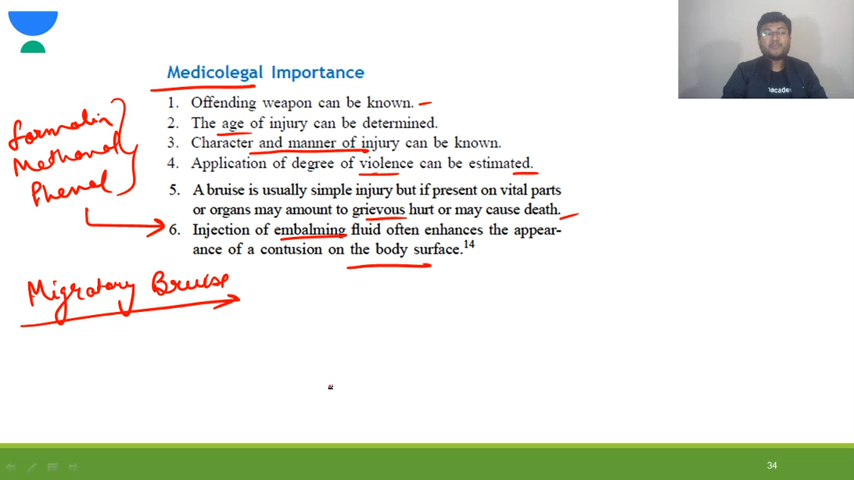 Medicolegal Importance
1. Offending weapon can be known.
2. The age of injury can be determined.
3. Character and manner of injury can be known.
4. Application of degree of violence can be estimated.
5. A bruise is usually simple injury but if present on vital parts
or organs may amount to grievous hurt or may cause death.
6. Injection of embalming fluid often enhances the appear-
ance of a contusion on the body surface.14
Formalin
Methanol
Phenol
Migratory Bruise
34